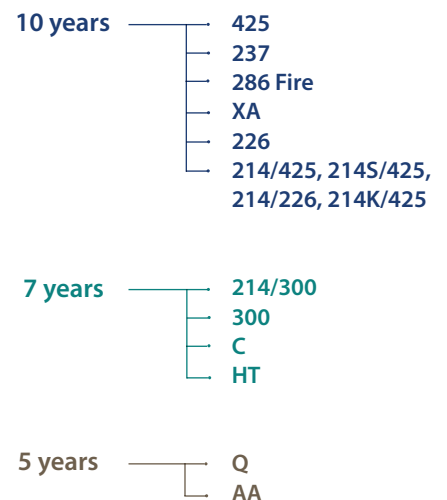 10 years
425
237
286 Fire
XA
226
214/425, 214S/425,
214/226, 214K/425
7 years
214/300
300
C
HT
5 years
Q
AA